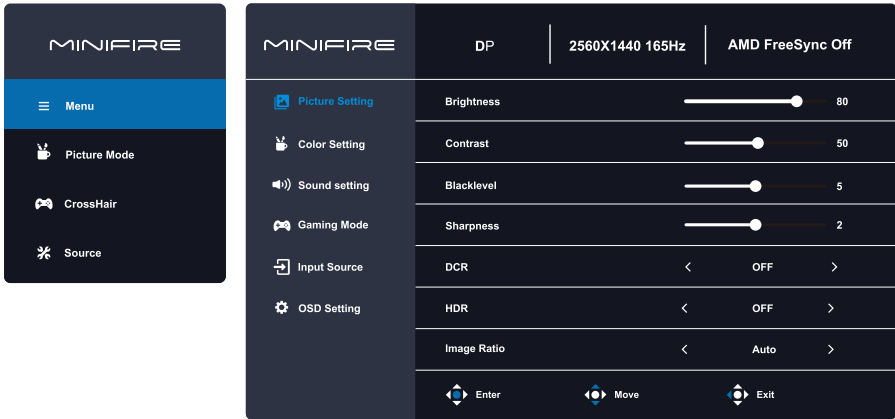 MINIFIRE
Menu
Picture Mode
CrossHair
Source
MINIFIRE
DP
2560X1440 165Hz
AMD FreeSync Off
Picture Setting
Color Setting
Sound setting
Gaming Mode
Input Source
OSD Setting
Brightness 80
Contrast 50
Blacklevel 5
Sharpness 2
DCR OFF
HDR OFF
Image Ratio Auto
Enter Move Exit